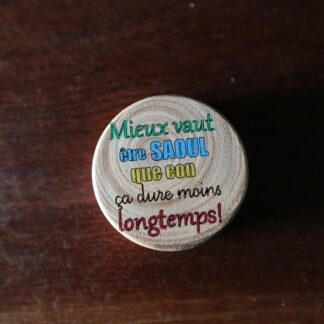 Mieux vaut
être SAOUL
que con
ça dure moins
longtemps!